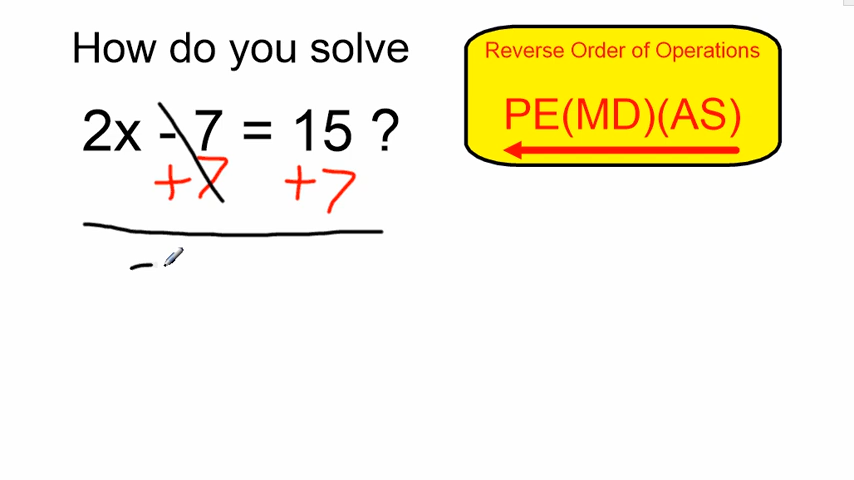 How do you solve
2x - 7 = 15 ?
+7 +7
Reverse Order of Operations
PE(MD)(AS)